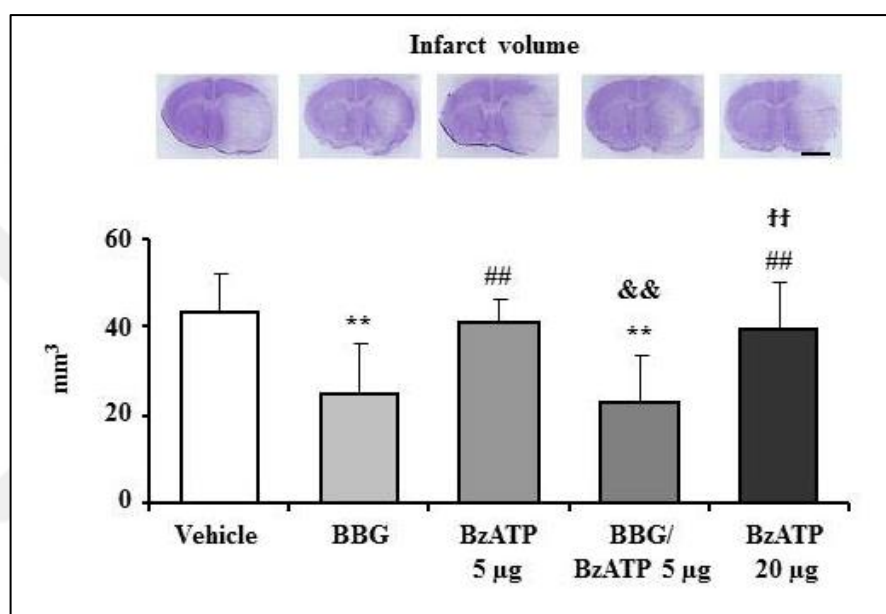 Infarct volume
60
40
20
0
mm³
**
##
&&
**
ǂǂ
##
Vehicle
BBG
BzATP
5 µg
BBG/
BzATP 5 µg
BzATP
20 µg